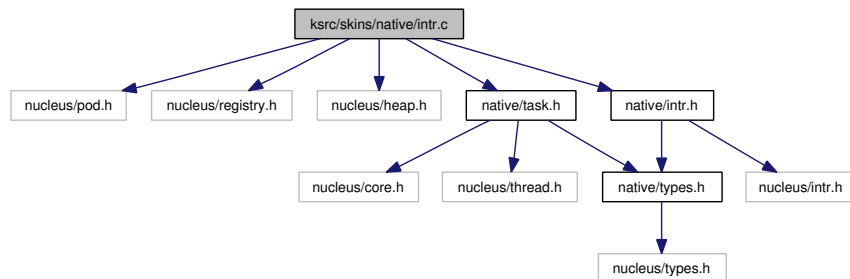 ksrc/skins/native/intr.c
nucleus/pod.h
nucleus/registry.h
nucleus/heap.h
native/task.h
native/intr.h
nucleus/core.h
nucleus/thread.h
native/types.h
nucleus/intr.h
nucleus/types.h